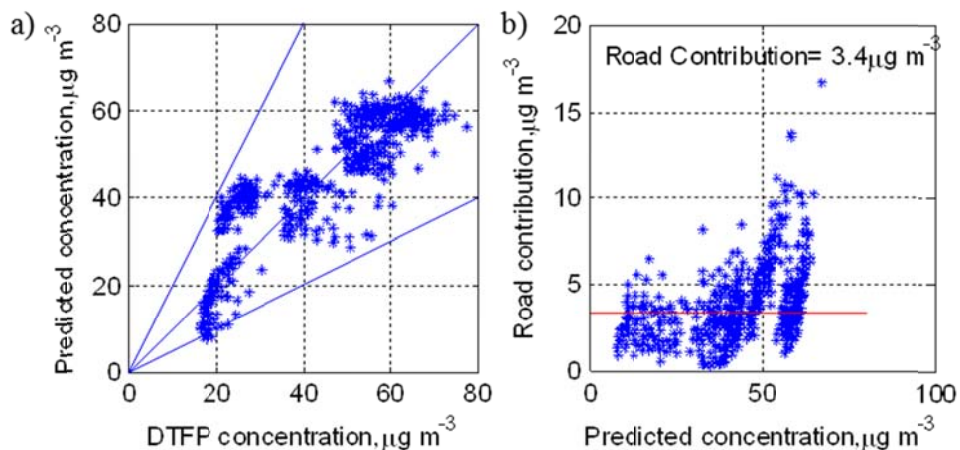 a)
Predicted concentration,μg m⁻³
80
60
40
20
0
0 20 40 60 80
DTFP concentration,μg m⁻³
b)
Road contribution,μg m⁻³
Road Contribution= 3.4μg m⁻³
20
15
10
5
0
0 50 100
Predicted concentration,μg m⁻³